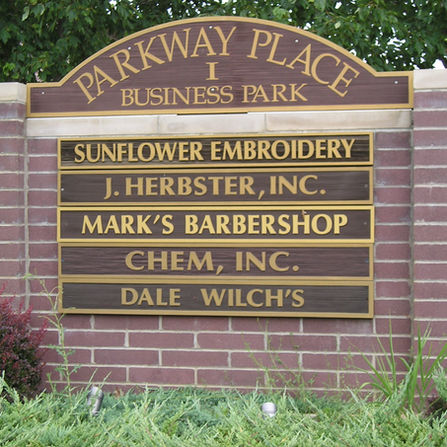 PARKWAY PLACE
I
BUSINESS PARK
SUNFLOWER EMBROIDERY
J. HERBSTER, INC.
MARK'S BARBERSHOP
CHEM, INC.
DALE WILCH'S